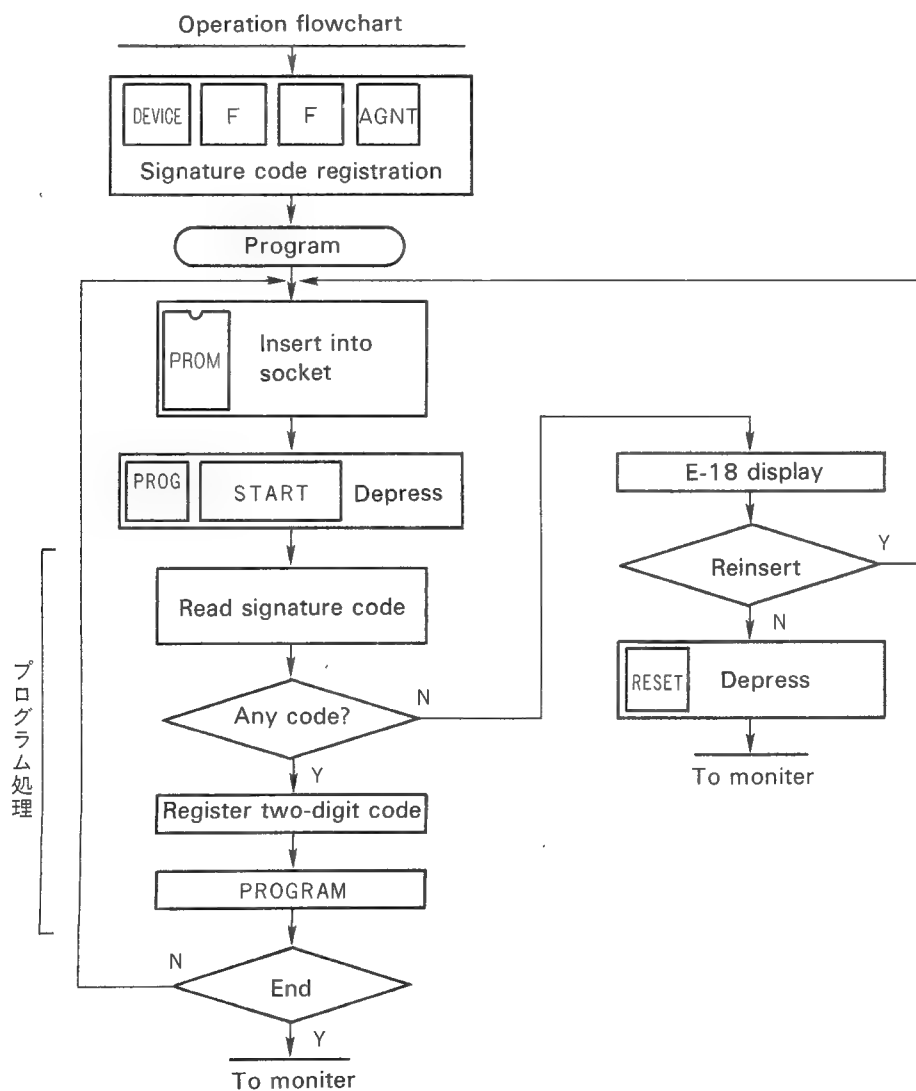 Operation flowchart
DEVICE F F AGNT
Signature code registration
Program
PROM
Insert into
socket
PROG START Depress
Read signature code
Any code?
N
Y
Register two-digit code
PROGRAM
End
N
Y
To moniter
E-18 display
Reinsert
Y
N
RESET Depress
To moniter
プログラム処理